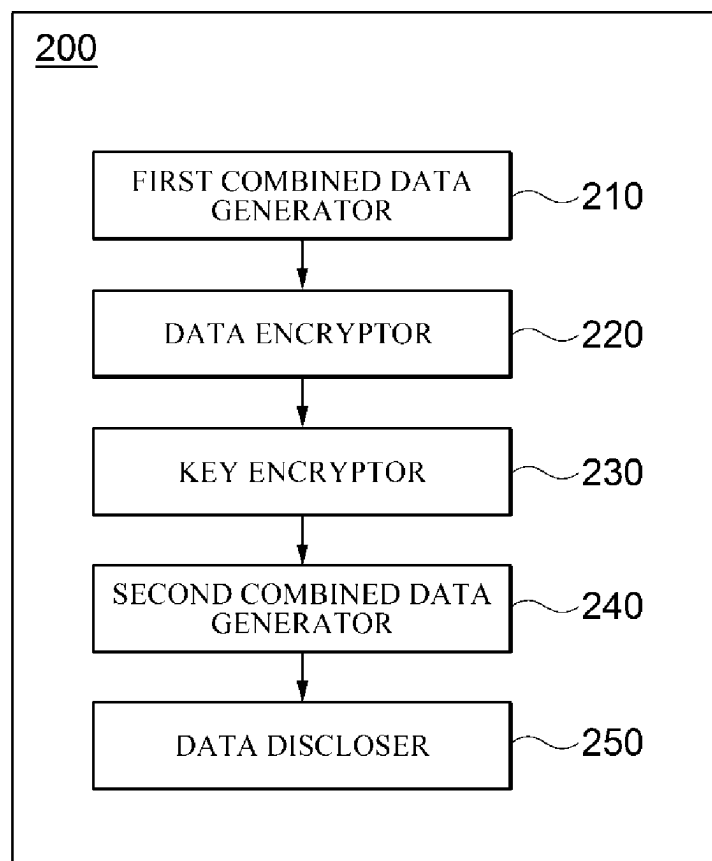 200
FIRST COMBINED DATA
GENERATOR
210
DATA ENCRYPTOR
220
KEY ENCRYPTOR
230
SECOND COMBINED DATA
GENERATOR
240
DATA DISCLOSER
250